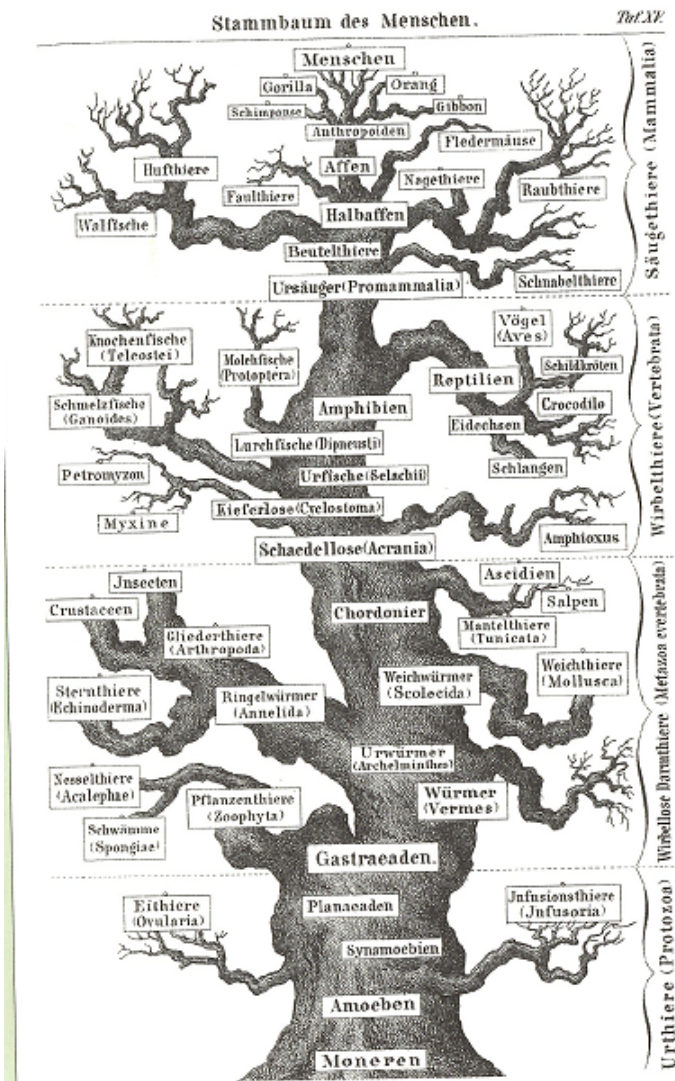 Stammbaum des Menschen.
Taf. XV.
Menschen
Gorilla
Orang
Schimpanse
Gibbon
Anthropoiden
Fledermäuse
Hufthiere
Affen
Nagethiere
Faulthiere
Raubthiere
Halbaffen
Walfische
Beutelthiere
Schnabelthiere
Ursäuger (Promammalia)
Säugethiere (Mammalia)
Vögel
(Aves)
Knochenfische
(Teleostei)
Molchfische
(Protoptera)
Schildkröten
Reptilien
Schmelzfische
(Ganoides)
Amphibien
Crocodile
Eidechsen
Lurchfische (Dipneusti)
Petromyzon
Urfische (Selachii)
Schlangen
Kieferlose (Cyclostoma)
Myxine
Amphioxus
Schaedellose (Acrania)
Wirbelthiere (Vertebrata)
Jnsecten
Ascidien
Crustaceen
Chordonier
Salpen
Gliederthiere
(Arthropoda)
Mantelthiere
(Tunicata)
Weichwürmer
(Scolecida)
Weichthiere
(Mollusca)
Sternthiere
(Echinoderma)
Ringelwürmer
(Annelida)
Urwürmer
(Archelminthes)
Nesselthiere
(Acalephae)
Pflanzenthiere
(Zoophyta)
Würmer
(Vermes)
Schwämme
(Spongiae)
Gastraeaden.
Wirbellose Darmthiere (Metazoa evertebrata)
Eithiere
(Ovularia)
Planaeaden
Jnfusionsthiere
(Jnfusoria)
Synamoebien
Amoeben
Moneren
Urthiere (Protozoa)